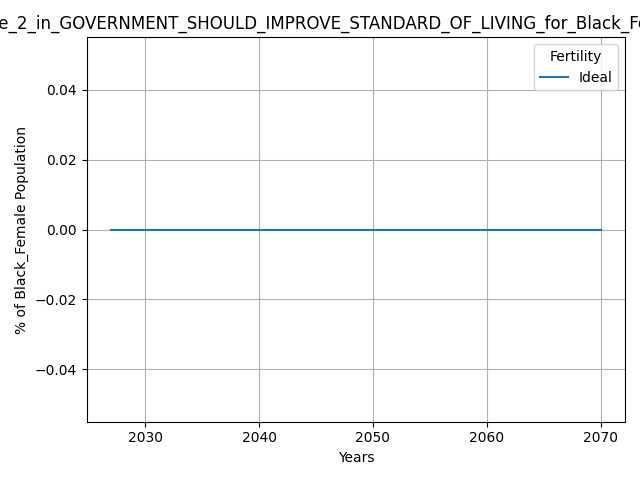 e_2_in_GOVERNMENT_SHOULD_IMPROVE_STANDARD_OF_LIVING_for_Black_Fe
Fertility
Ideal
% of Black_Female Population
0.04
0.02
0.00
−0.02
−0.04
2030 2040 2050 2060 2070
Years